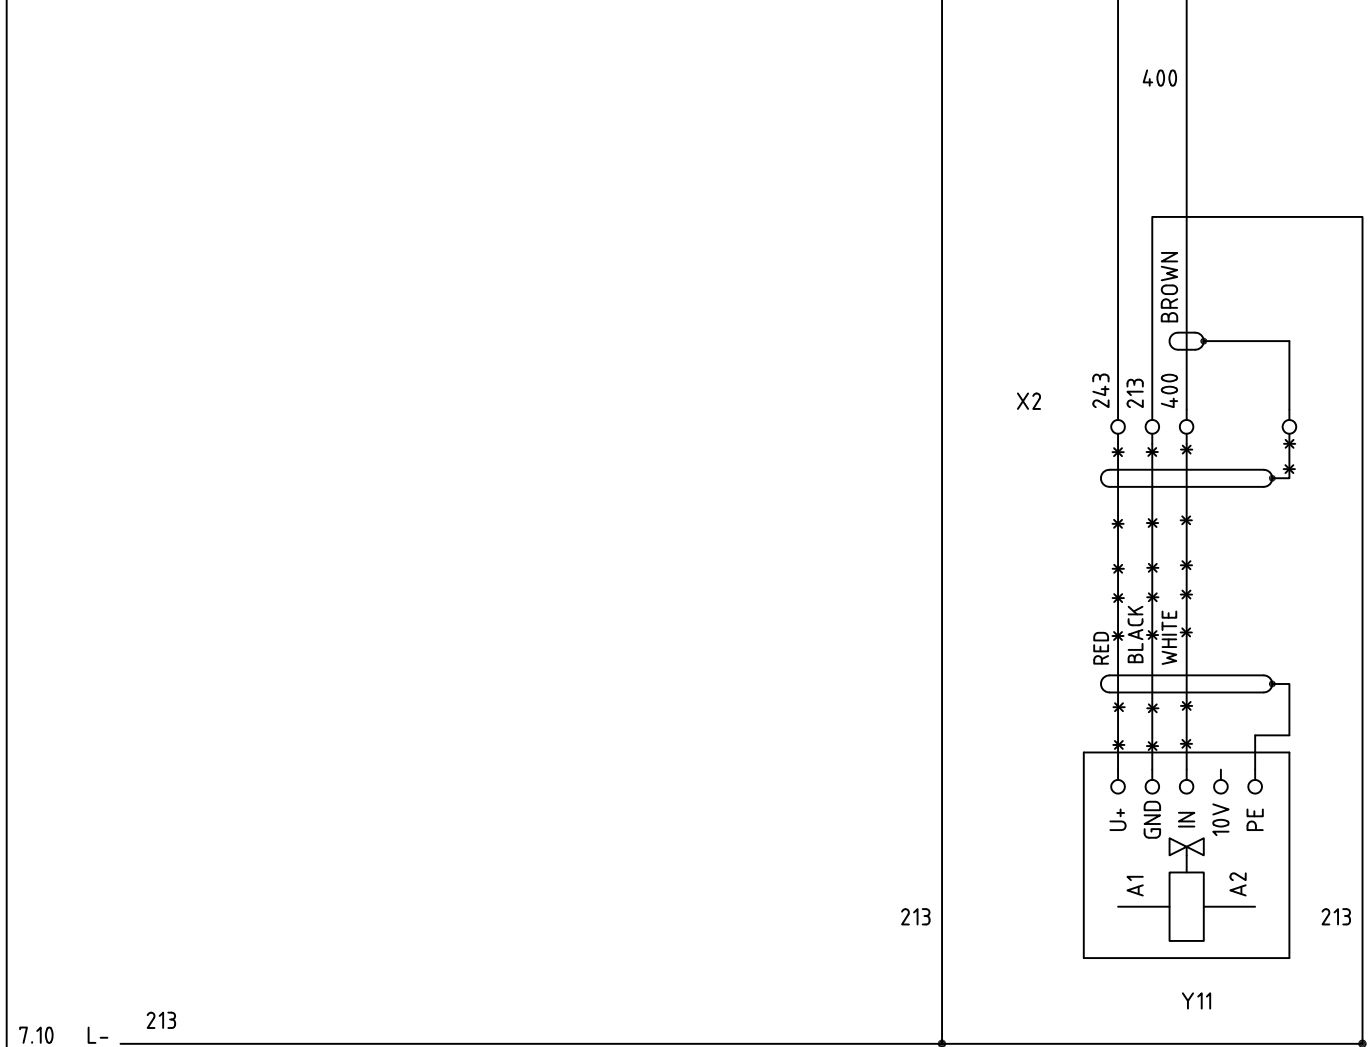 400
BROWN
X2
243
213
400
RED
BLACK
WHITE
U+
GND
IN
10V
PE
A1
A2
213
213
Y11
213
7.10 L-